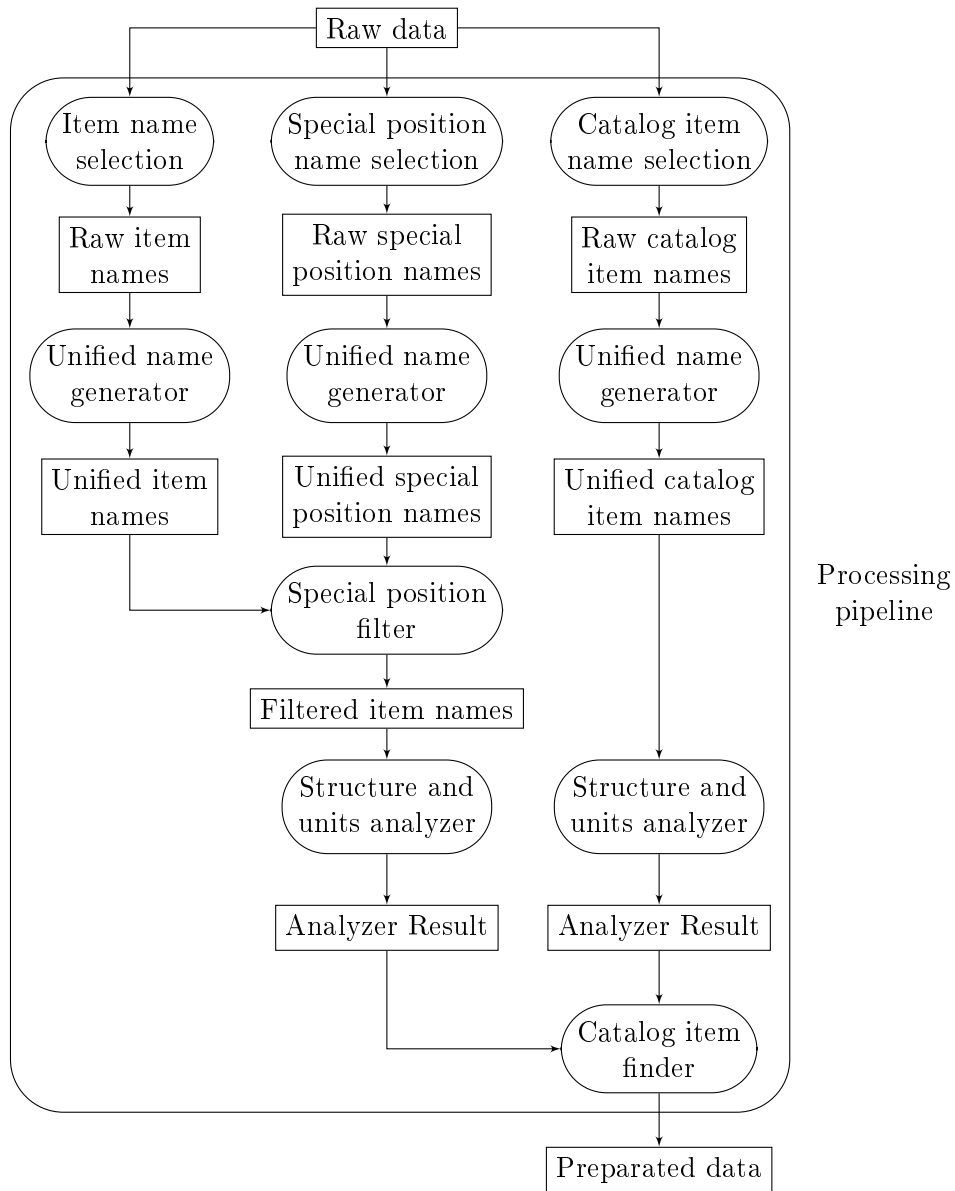 Raw data
Item name
selection
Special position
name selection
Catalog item
name selection
Raw item
names
Raw special
position names
Raw catalog
item names
Unified name
generator
Unified name
generator
Unified name
generator
Unified item
names
Unified special
position names
Unified catalog
item names
Special position
filter
Processing
pipeline
Filtered item names
Structure and
units analyzer
Structure and
units analyzer
Analyzer Result
Analyzer Result
Catalog item
finder
Preparated data